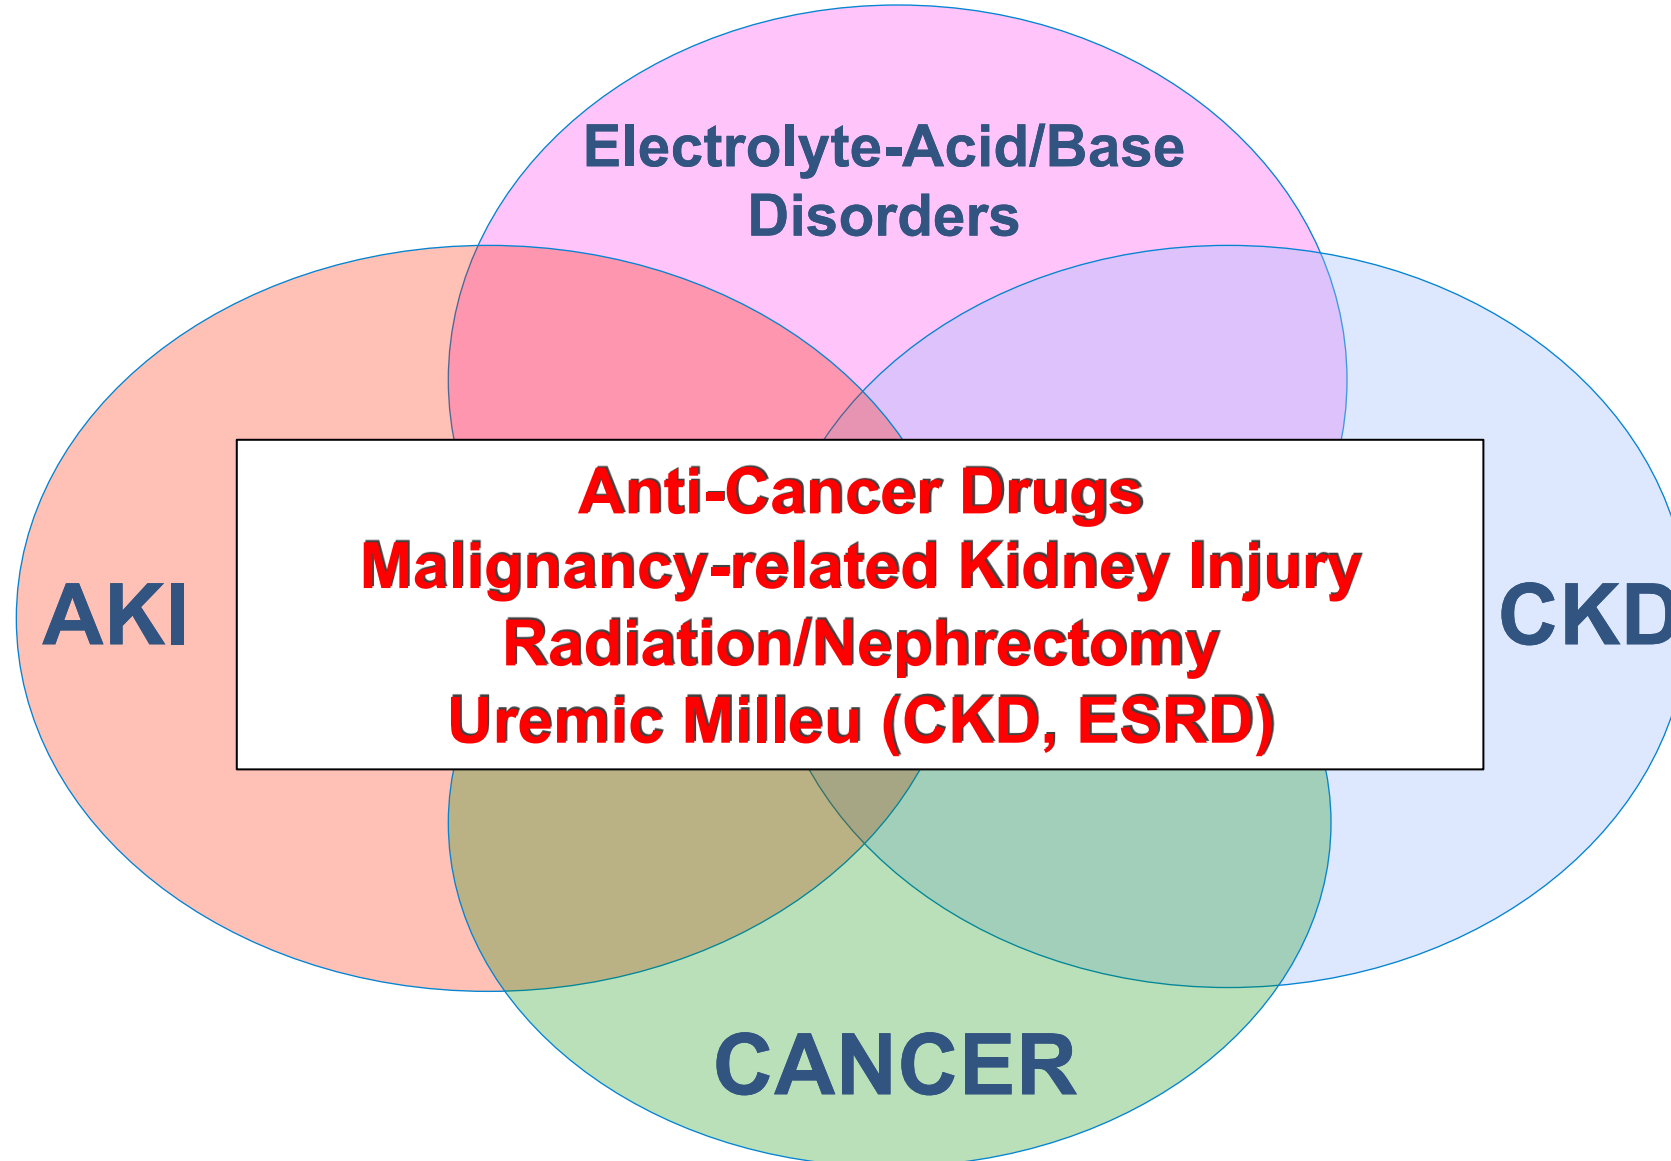 Electrolyte-Acid/Base
Disorders
Anti-Cancer Drugs
Malignancy-related Kidney Injury
Radiation/Nephrectomy
Uremic Milleu (CKD, ESRD)
AKI
CKD
CANCER